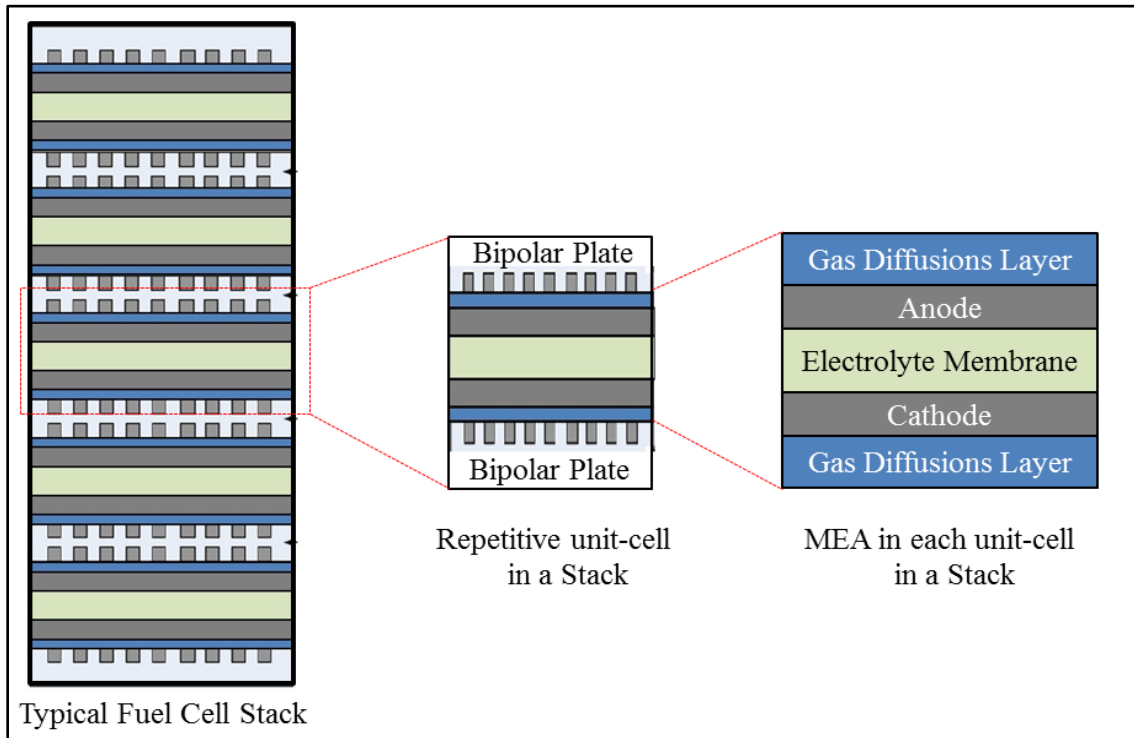 Bipolar Plate
Bipolar Plate
Gas Diffusions Layer
Anode
Electrolyte Membrane
Cathode
Gas Diffusions Layer
Repetitive unit-cell
in a Stack
MEA in each unit-cell
in a Stack
Typical Fuel Cell Stack